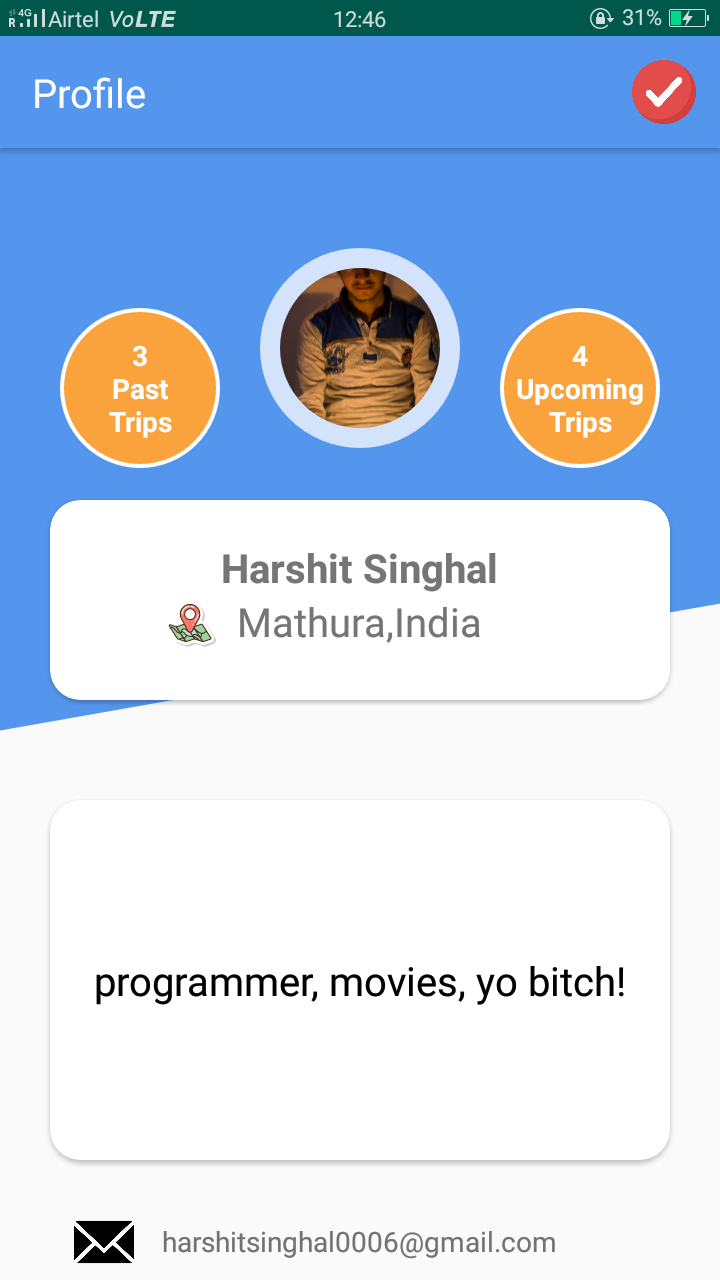 4G R Airtel VoLTE 12:46 31%
Profile
3
Past
Trips
4
Upcoming
Trips
Harshit Singhal
Mathura,India
programmer, movies, yo bitch!
harshitsinghal0006@gmail.com